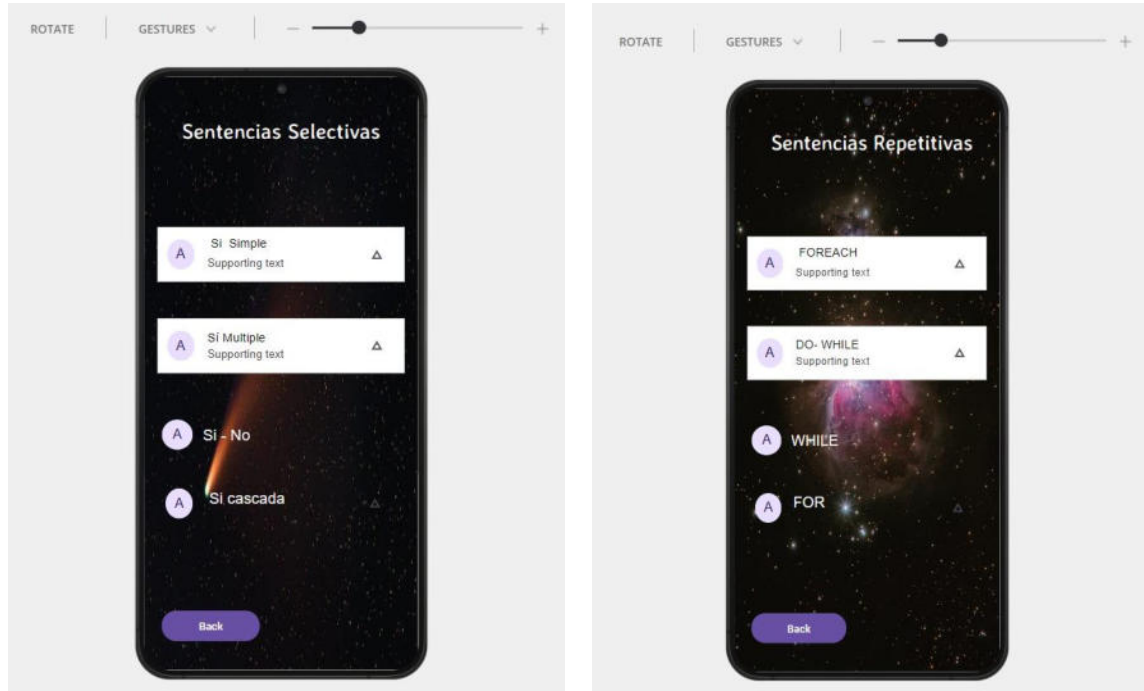 ROTATE GESTURES
Sentencias Selectivas
A Si Simple
Supporting text
A Sí Multiple
Supporting text
A Si - No
A Si cascada
Back
ROTATE GESTURES
Sentencias Repetitivas
A FOREACH
Supporting text
A DO- WHILE
Supporting text
A WHILE
A FOR
Back